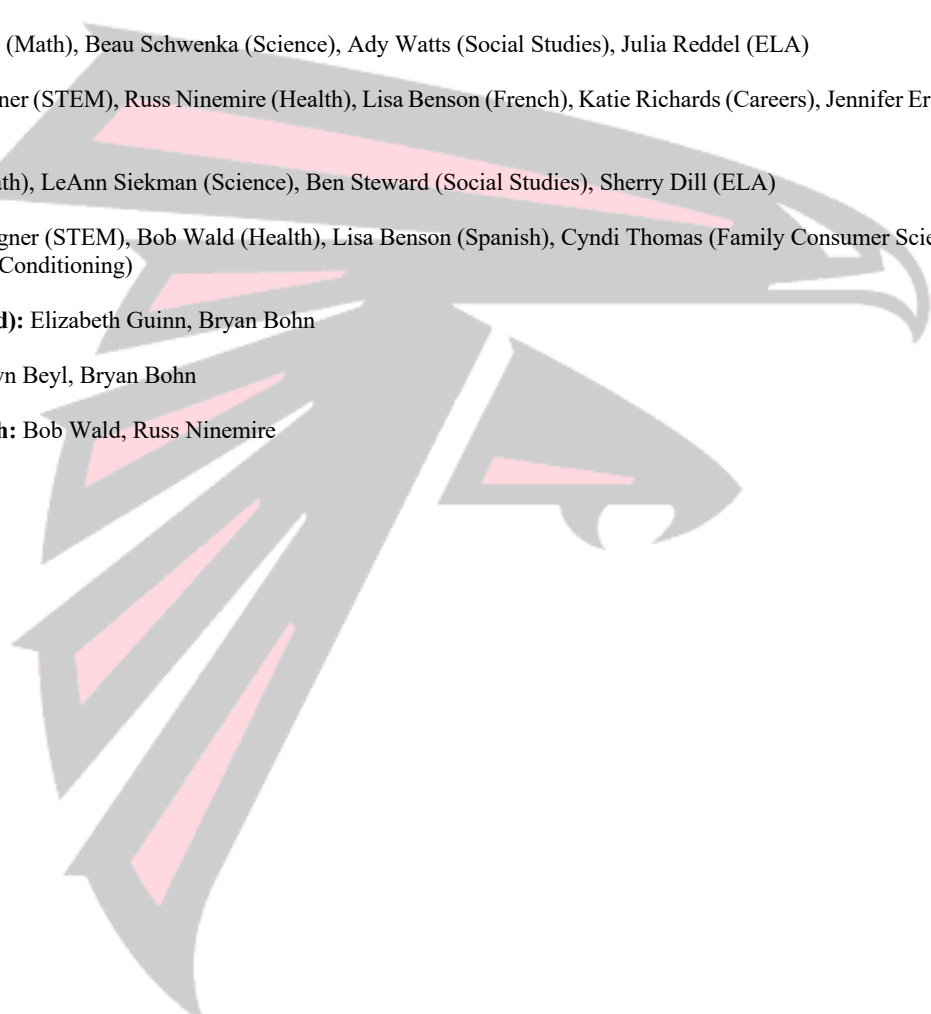 (Math), Beau Schwenka (Science), Ady Watts (Social Studies), Julia Reddel (ELA)
ner (STEM), Russ Ninemire (Health), Lisa Benson (French), Katie Richards (Careers), Jennifer Er
th), LeAnn Siekman (Science), Ben Steward (Social Studies), Sherry Dill (ELA)
gner (STEM), Bob Wald (Health), Lisa Benson (Spanish), Cyndi Thomas (Family Consumer Scie
Conditioning)
d): Elizabeth Guinn, Bryan Bohn
yn Beyl, Bryan Bohn
h: Bob Wald, Russ Ninemire